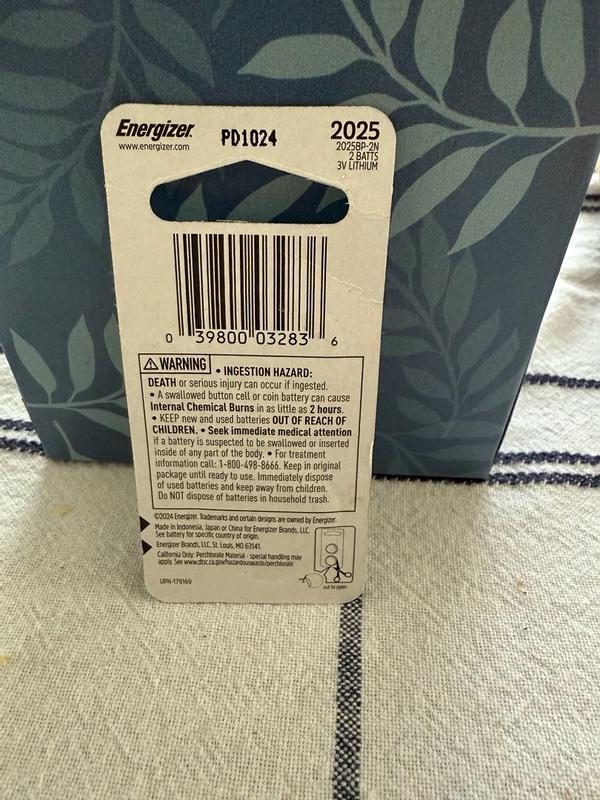 Energizer.
www.energizer.com
PD1024
2025
2025BP-2N
2 BATTS
3V LITHIUM
0 39800 03283 6
WARNING • INGESTION HAZARD:
DEATH or serious injury can occur if ingested.
• A swallowed button cell or coin battery can cause
Internal Chemical Burns in as little as 2 hours.
• KEEP new and used batteries OUT OF REACH OF
CHILDREN. • Seek immediate medical attention
if a battery is suspected to be swallowed or inserted
inside of any part of the body. • For treatment
information call: 1-800-498-8666. Keep in original
package until ready to use. Immediately dispose
of used batteries and keep away from children.
Do NOT dispose of batteries in household trash.
©2024 Energizer. Trademarks and certain designs are owned by Energizer.
Made in Indonesia, Japan or China for Energizer Brands, LLC.
See battery for specific country of origin.
Energizer Brands, LLC, St. Louis, MO 63141.
California Only: Perchlorate Material - special handling may
apply. See www.dtsc.ca.gov/hazardouswaste/perchlorate
UPN-179169
cut to open